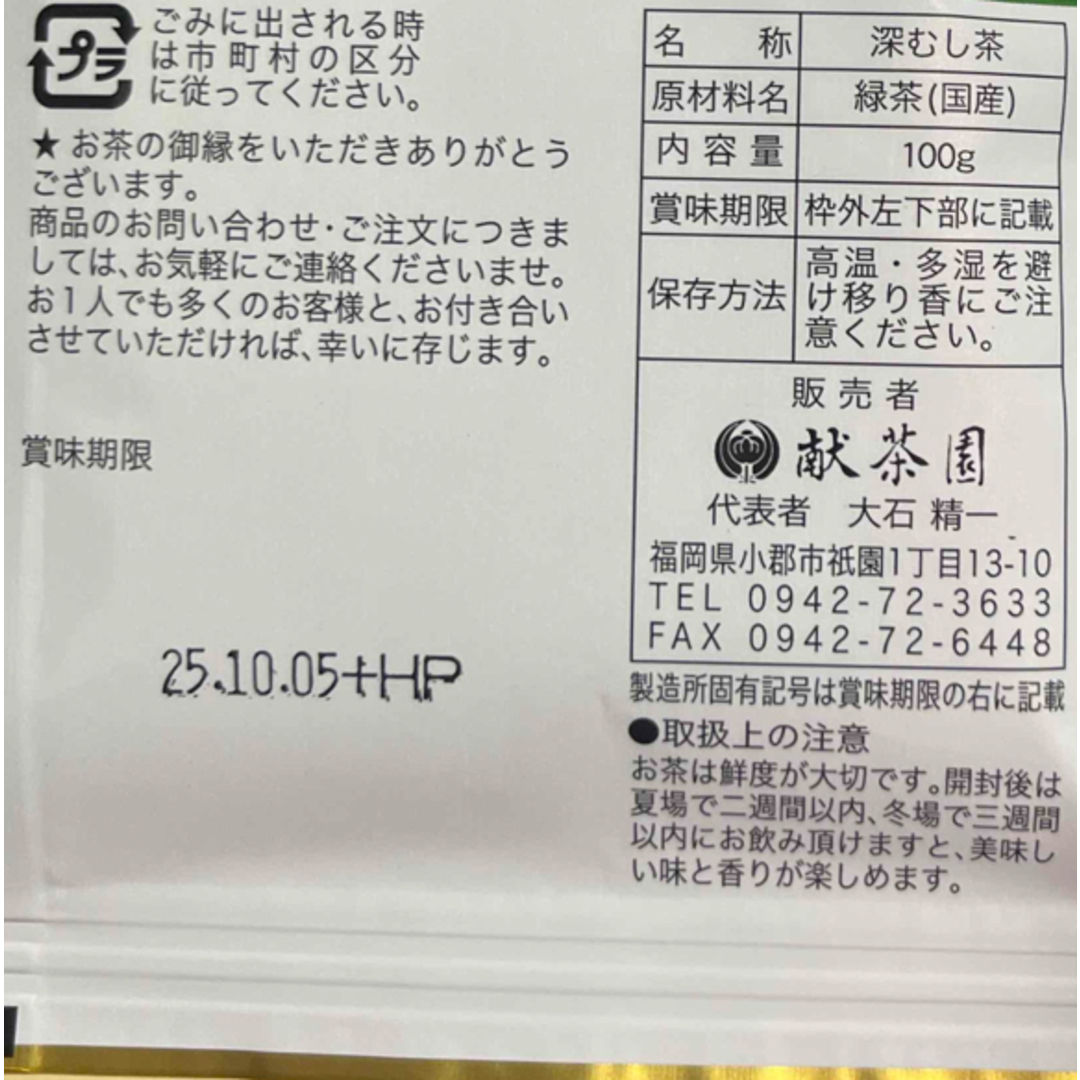 プラ
ごみに出される時
は市町村の区分
に従ってください。
★お茶の御縁をいただきありがとう
ございます。
商品のお問い合わせ・ご注文につきま
しては、お気軽にご連絡くださいませ。
お1人でも多くのお客様と、お付き合い
させていただければ、幸いに存じます。
賞味期限
25.10.05+HP
名 称 深むし茶
原材料名 緑茶(国産)
内容量 100g
賞味期限 枠外左下部に記載
保存方法 高温・多湿を避
け移り香にご注
意ください。
販売者
献茶園
代表者 大石 精一
福岡県小郡市祇園1丁目13-10
TEL 0942-72-3633
FAX 0942-72-6448
製造所固有記号は賞味期限の右に記載
●取扱上の注意
お茶は鮮度が大切です。開封後は
夏場で二週間以内、冬場で三週間
以内にお飲み頂けますと、美味し
い味と香りが楽しめます。